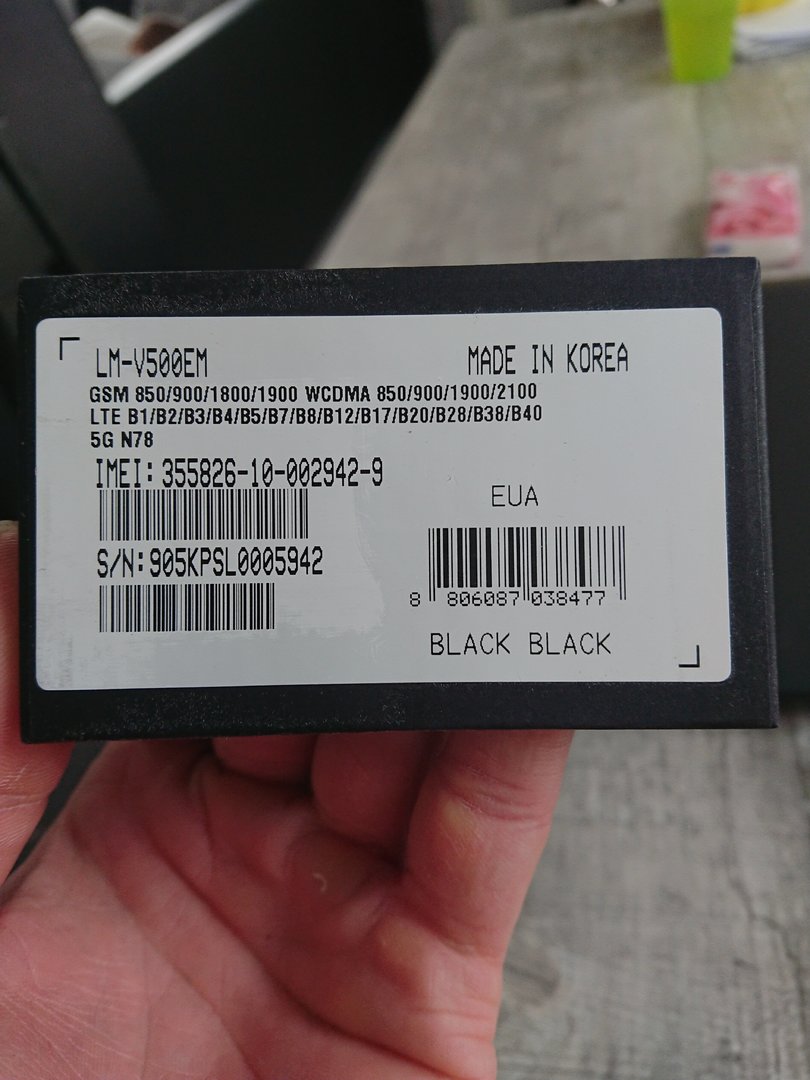 LM-V500EM
MADE IN KOREA
GSM 850/900/1800/1900 WCDMA 850/900/1900/2100
LTE B1/B2/B3/B4/B5/B7/B8/B12/B17/B20/B28/B38/B40
5G N78
IMEI: 355826-10-002942-9
EUA
S/N:905KPSL0005942
8 806087 038477
BLACK BLACK